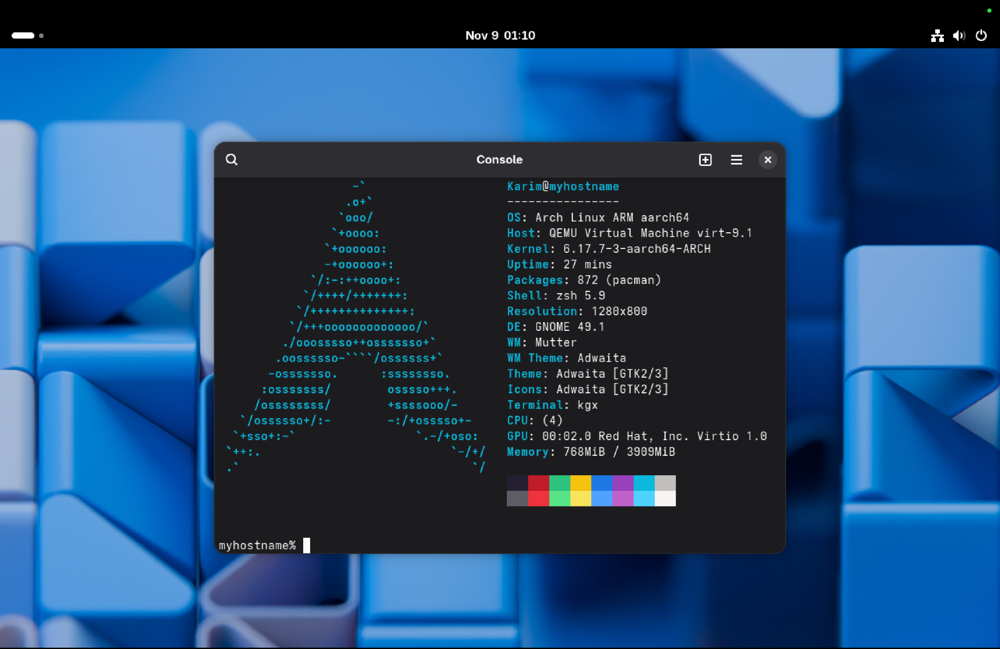 Nov 9 01:10
Console
-`
.o+`
`ooo/
`+oooo:
`+oooooo:
-+oooooo+:
`/:-:++oooo+:
`/++++/+++++++:
`/++++++++++++++:
`/+++ooooooooooooo/`
./ooosssso++osssssso+`
.oossssso-````/ossssss+`
-osssssso.      :ssssssso.
:osssssss/        osssso+++.
/ossssssss/        +ssssooo/-
`/ossssso+/:-        -:/+osssso+-
`+sso+:-`                 `.-/+oso:
`++:.                           `-/+/
.`                                 `/
Karim@myhostname
----------------
OS: Arch Linux ARM aarch64
Host: QEMU Virtual Machine virt-9.1
Kernel: 6.17.7-3-aarch64-ARCH
Uptime: 27 mins
Packages: 872 (pacman)
Shell: zsh 5.9
Resolution: 1280x800
DE: GNOME 49.1
WM: Mutter
WM Theme: Adwaita
Theme: Adwaita [GTK2/3]
Icons: Adwaita [GTK2/3]
Terminal: kgx
CPU: (4)
GPU: 00:02.0 Red Hat, Inc. Virtio 1.0
Memory: 768MiB / 3909MiB
myhostname%